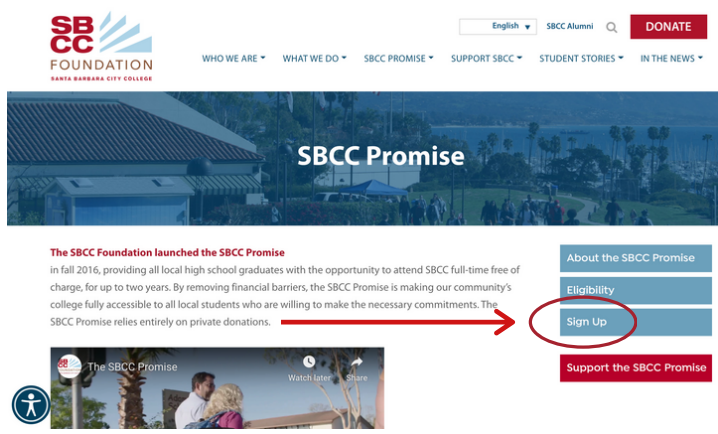 SB
CC
FOUNDATION
SANTA BARBARA CITY COLLEGE
English
SBCC Alumni
DONATE
WHO WE ARE
WHAT WE DO
SBCC PROMISE
SUPPORT SBCC
STUDENT STORIES
IN THE NEWS
SBCC Promise
The SBCC Foundation launched the SBCC Promise
in fall 2016, providing all local high school graduates with the opportunity to attend SBCC full-time free of
charge, for up to two years. By removing financial barriers, the SBCC Promise is making our community's
college fully accessible to all local students who are willing to make the necessary commitments. The
SBCC Promise relies entirely on private donations.
About the SBCC Promise
Eligibility
Sign Up
Support the SBCC Promise
The SBCC Promise
Watch later
Share